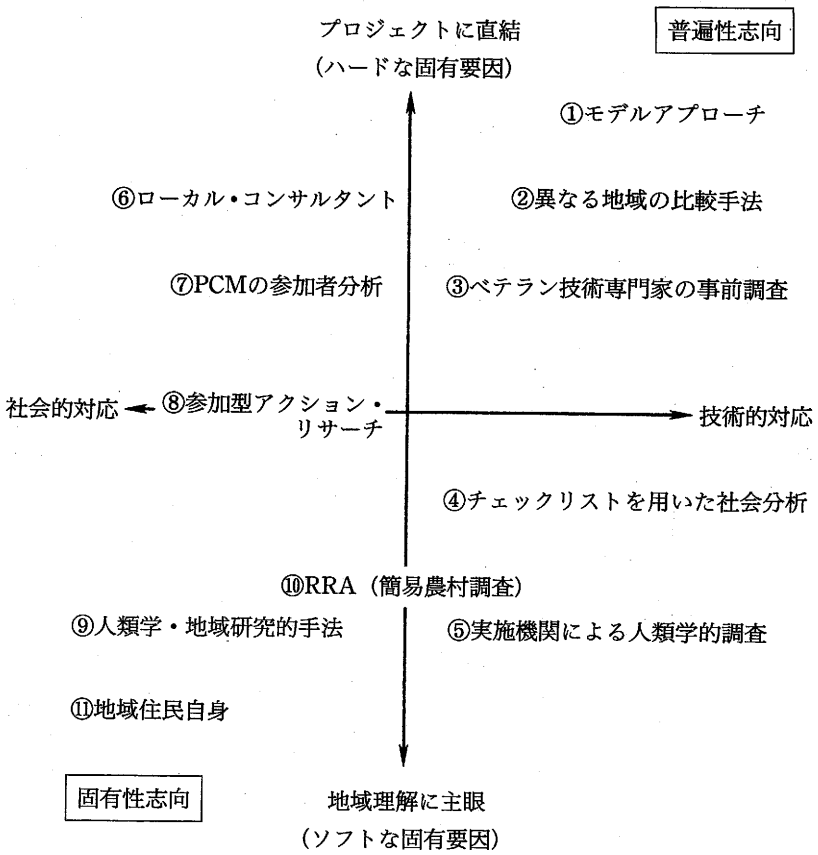 プロジェクトに直結
(ハードな固有要因)
普遍性志向
①モデルアプローチ
⑥ローカル・コンサルタント
②異なる地域の比較手法
⑦PCMの参加者分析
③ベテラン技術専門家の事前調査
社会的対応
⑧参加型アクション・
リサーチ
技術的対応
④チェックリストを用いた社会分析
⑩RRA(簡易農村調査)
⑨人類学・地域研究的手法
⑤実施機関による人類学的調査
⑪地域住民自身
固有性志向
地域理解に主眼
(ソフトな固有要因)